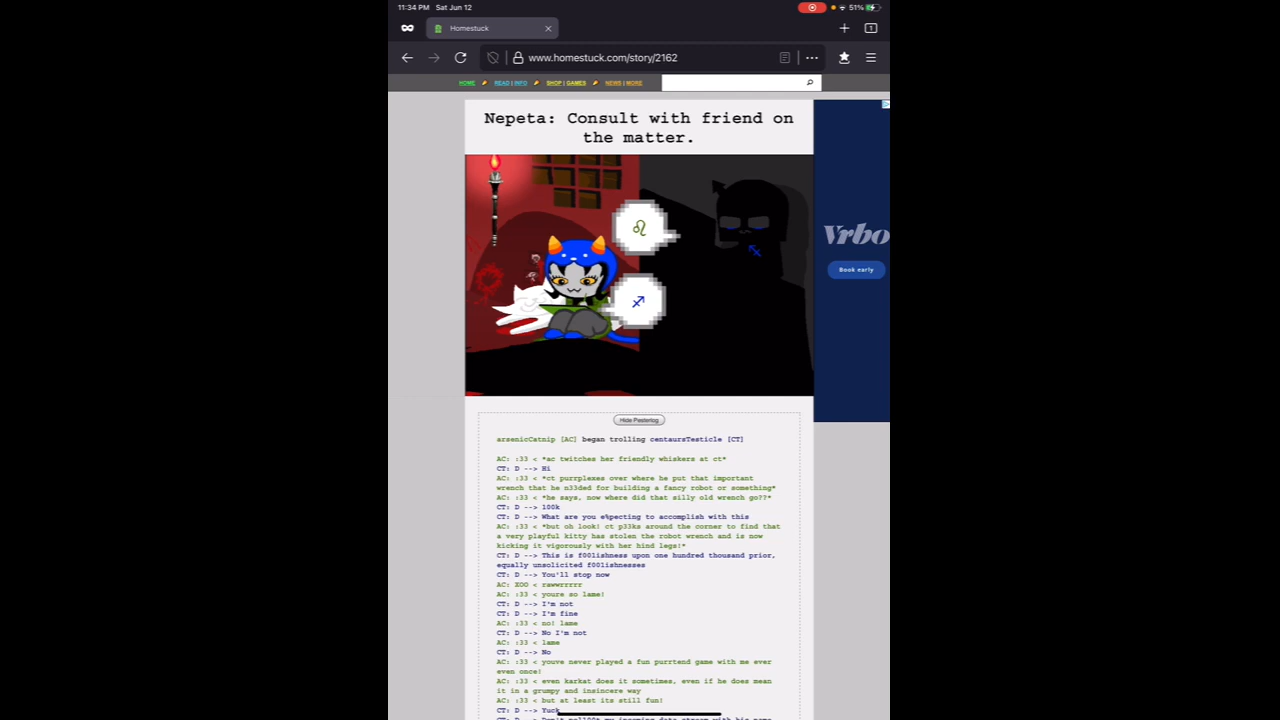 11:34 PM Sat Jun 12
51%
Homestuck
1
www.homestuck.com/story/2162
HOME READ | INFO SHOP | GAMES NEWS | MORE
Nepeta: Consult with friend on
the matter.
♌
♐
Vrbo
Book early
Hide Pesterlog
arsenicCatnip [AC] began trolling centaursTesticle [CT]
AC: :33 < *ac twitches her friendly whiskers at ct*
CT: D --> Hi
AC: :33 < *ct purrplexes over where he put that important
wrench that he n33ded for building a fancy robot or something*
AC: :33 < *he says, now where did that silly old wrench go??*
CT: D --> 100k
CT: D --> What are you e%pecting to accomplish with this
AC: :33 < *but oh look! ct p33ks around the corner to find that
a very playful kitty has stolen the robot wrench and is now
kicking it vigorously with her hind legs!*
CT: D --> This is f001ishness upon one hundred thousand prior,
equally unsolicited f001ishnesses
CT: D --> You'll stop now
AC: XOO < rawwrrrrr
AC: :33 < youre so lame!
CT: D --> I'm not
CT: D --> I'm fine
AC: :33 < no! lame
CT: D --> No I'm not
AC: :33 < lame
CT: D --> No
AC: :33 < youve never played a fun purrtend game with me ever
even once!
AC: :33 < even karkat does it sometimes, even if he does mean
it in a grumpy and insincere way
AC: :33 < but at least its still fun!
CT: D --> Yuck